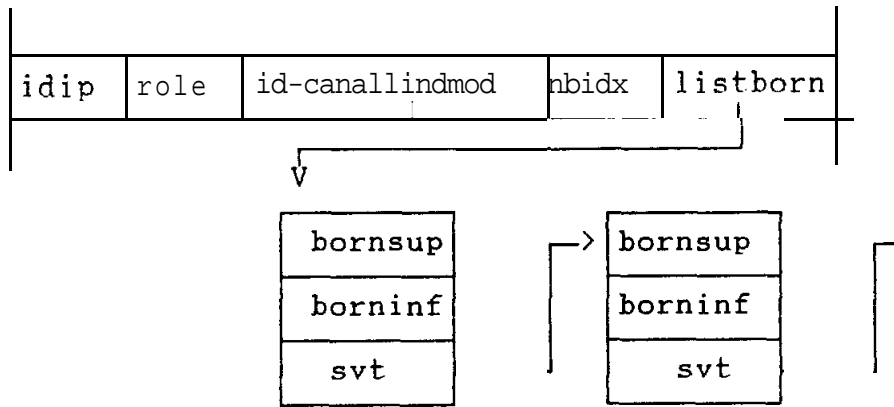 idip role id-canallindmod nbidx listborn
V
bornsup > bornsup
borninf borninf
svt svt